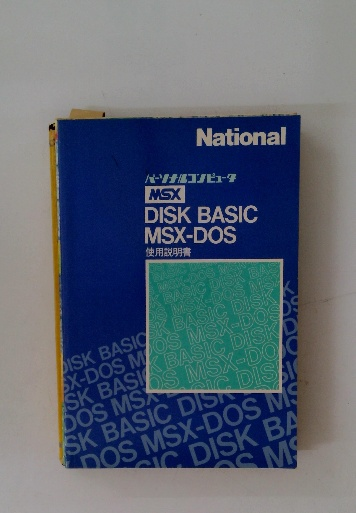 National
パーソナルコンピュータ
MSX
DISK BASIC
MSX-DOS
使用説明書
DISK BASIC
MSX-DOS
DISK BASIC DISK
DOS MSX-DOS MS
SK BASIC DISK BA
DOS MSX-DOS MS